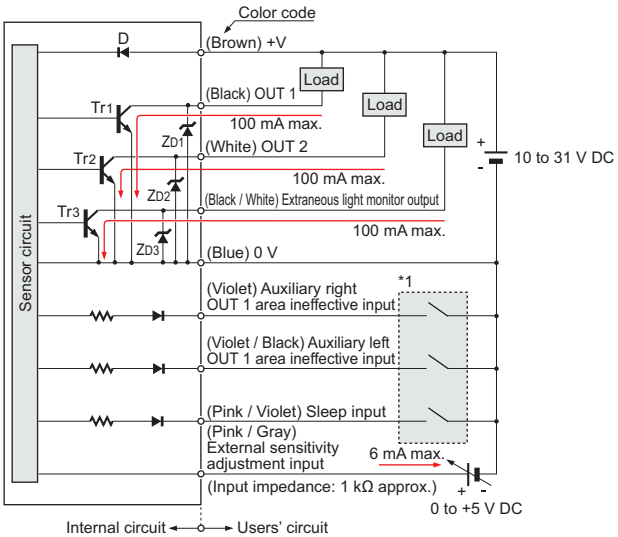 Color code
D
(Brown) +V
Load
(Black) OUT 1
Load
Tr1
100 mA max.
ZD1
Load
(White) OUT 2
+
-
10 to 31 V DC
Tr2
100 mA max.
ZD2
(Black / White) Extraneous light monitor output
Tr3
100 mA max.
ZD3
(Blue) 0 V
Sensor circuit
*1
(Violet) Auxiliary right
OUT 1 area ineffective input
(Violet / Black) Auxiliary left
OUT 1 area ineffective input
(Pink / Violet) Sleep input
(Pink / Gray)
External sensitivity
adjustment input
6 mA max.
(Input impedance: 1 kΩ approx.)
+ -
0 to +5 V DC
Internal circuit
Users' circuit